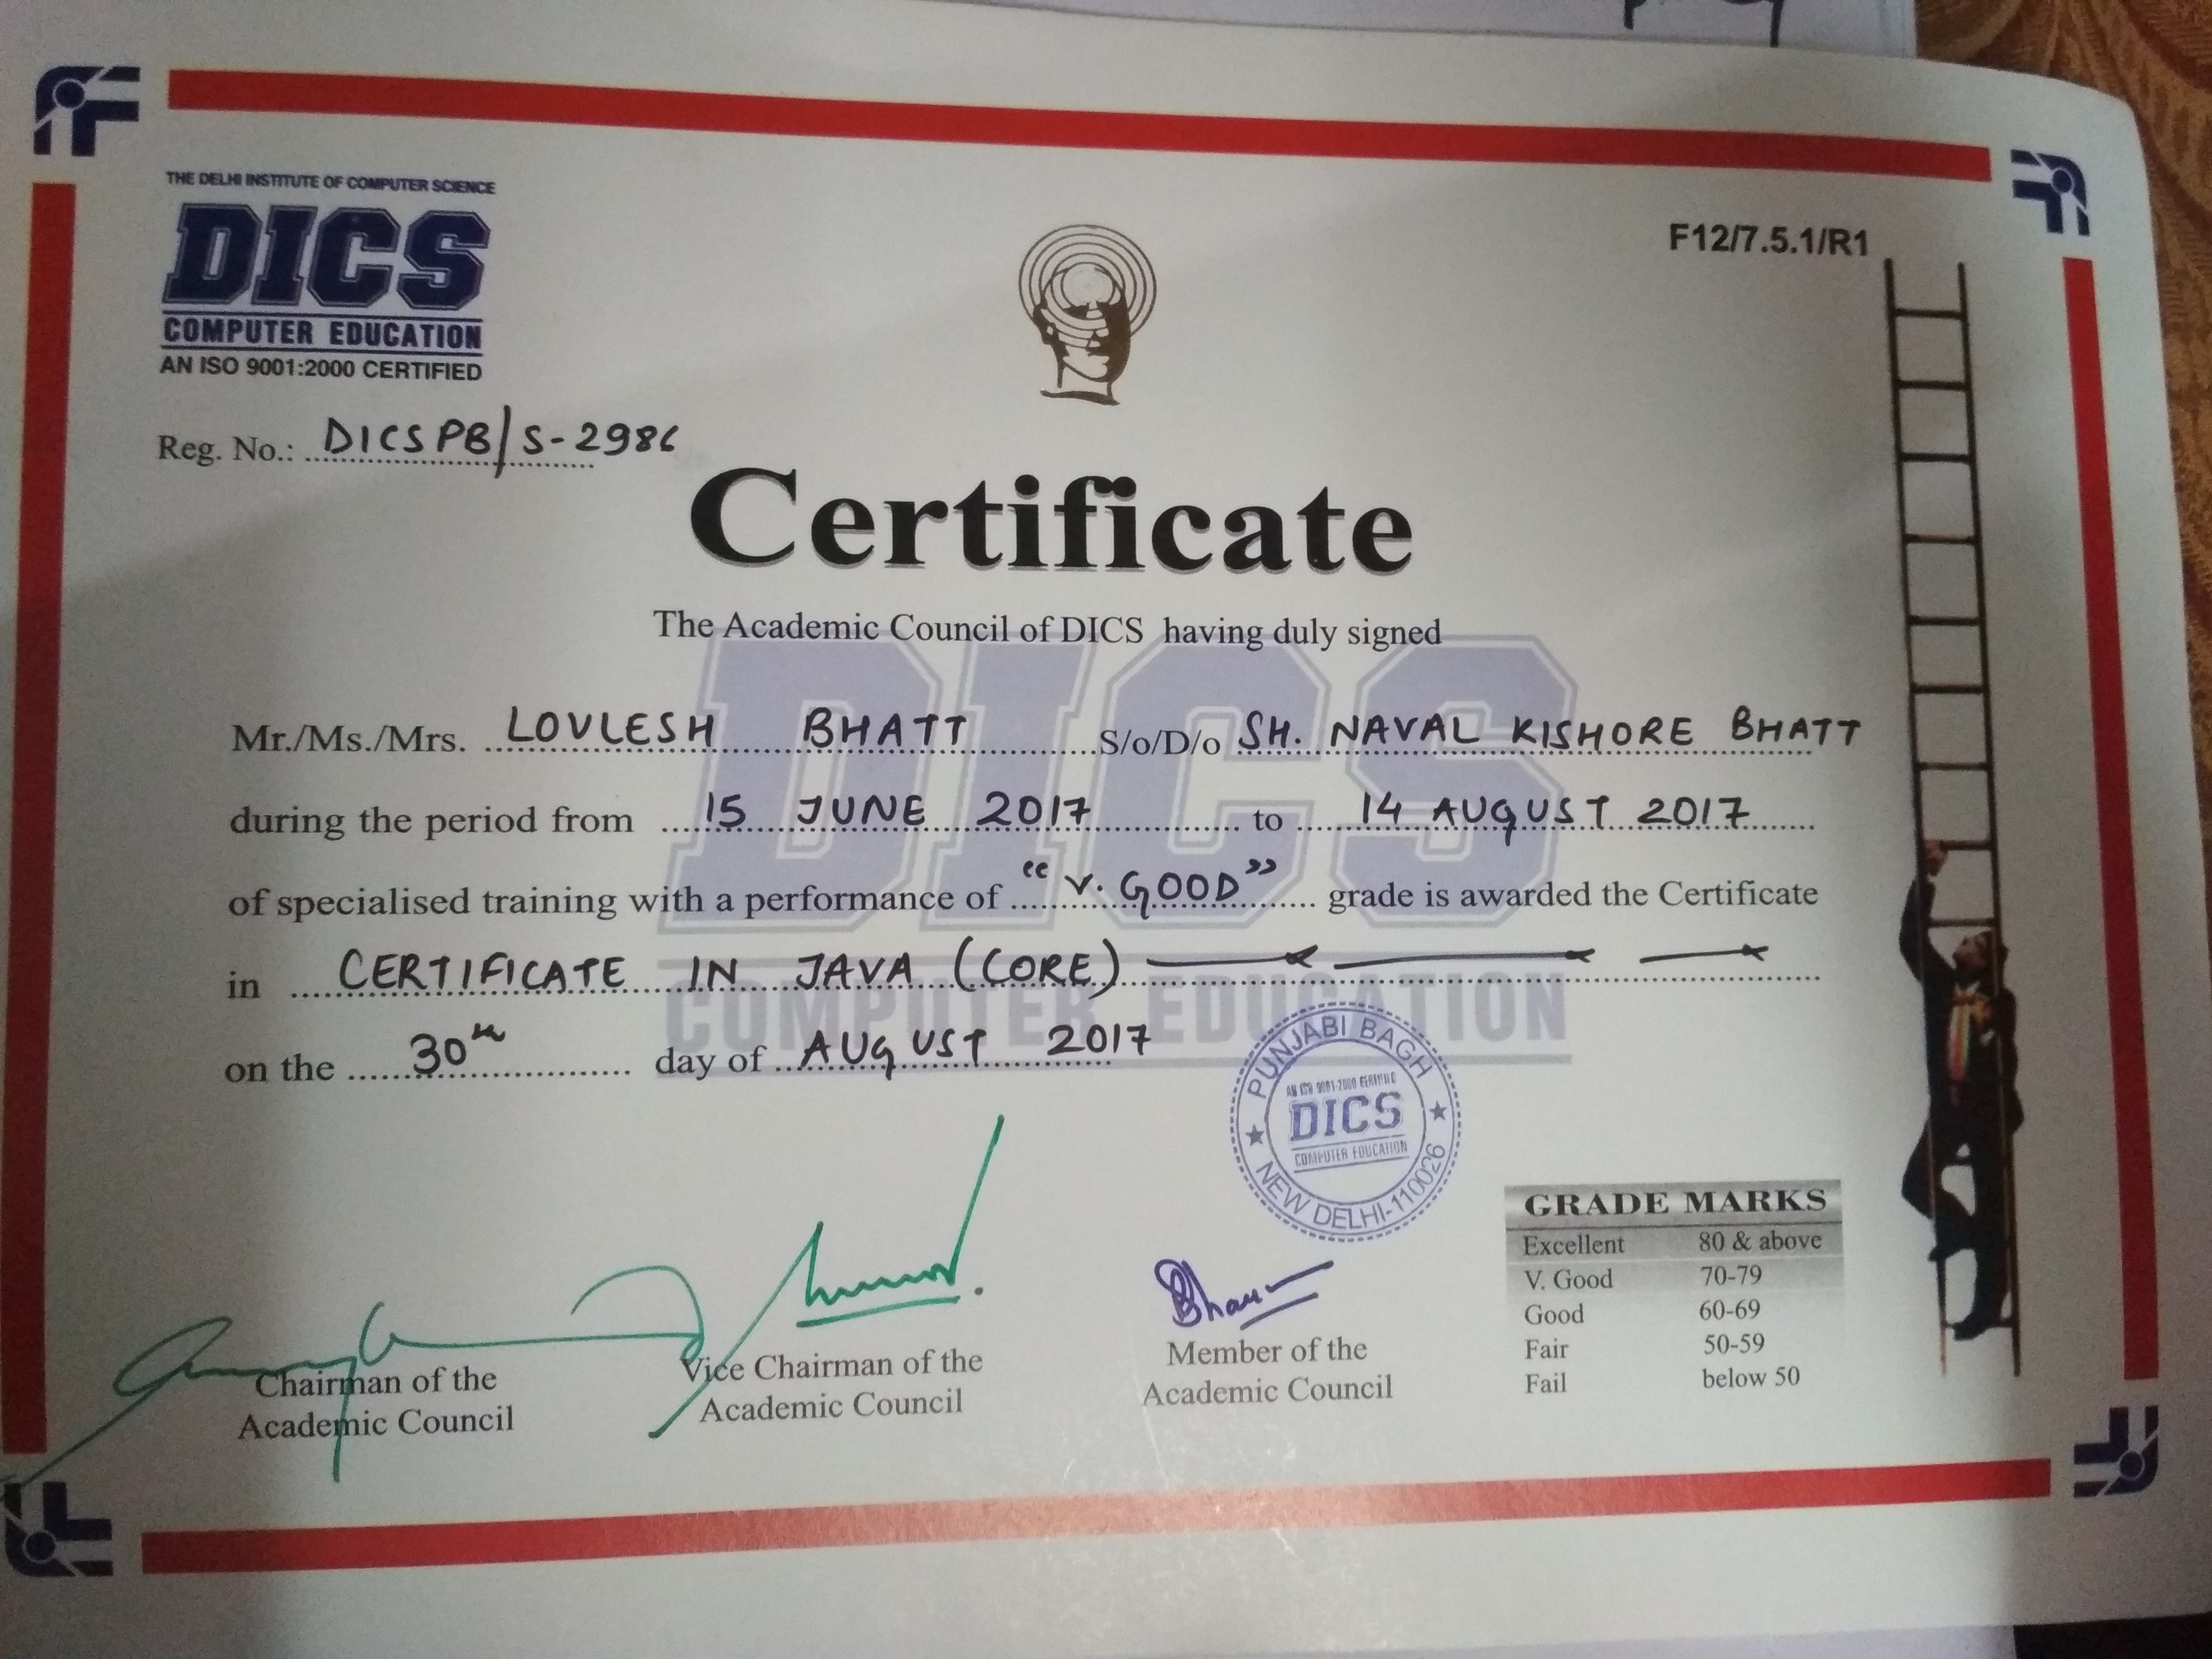 THE DELHI INSTITUTE OF COMPUTER SCIENCE
DICS
COMPUTER EDUCATION
AN ISO 9001:2000 CERTIFIED
F12/7.5.1/R1
Reg. No.: DICSPB/S-2986
Certificate
The Academic Council of DICS having duly signed
Mr./Ms./Mrs. LOVLESH BHATT S/o/D/o SH. NAVAL KISHORE BHATT
during the period from 15 JUNE 2017 to 14 AUGUST 2017
of specialised training with a performance of "V. GOOD" grade is awarded the Certificate
in CERTIFICATE IN JAVA (CORE)
on the 30th day of AUGUST 2017
DICS
COMPUTER EDUCATION
PUNJABI BAGH
AN ISO 9001-2000 CERTIFIC
DICS
COMPUTER EDUCATION
NEW DELHI-110026
Chairman of the
Academic Council
Vice Chairman of the
Academic Council
Member of the
Academic Council
GRADE MARKS
Excellent 80 & above
V. Good 70-79
Good 60-69
Fair 50-59
Fail below 50